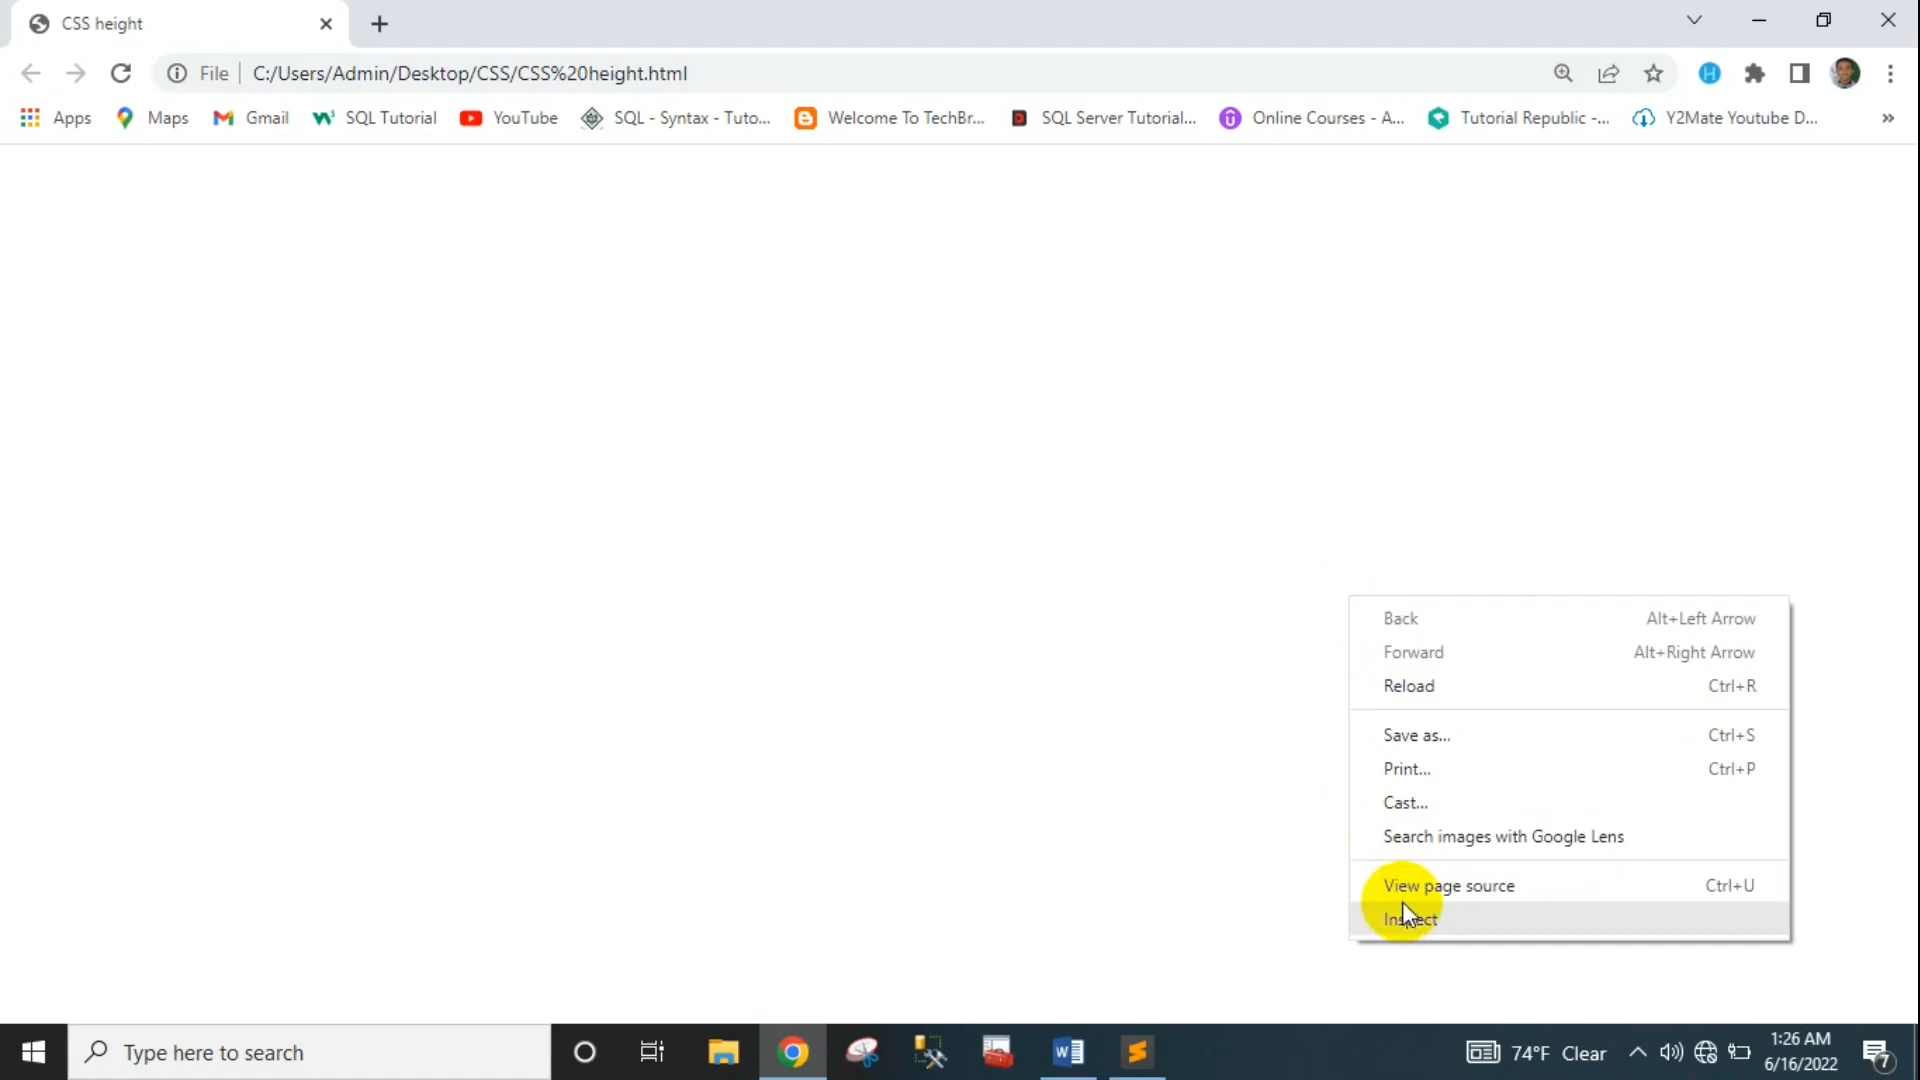 CSS height
File C:/Users/Admin/Desktop/CSS/CSS%20height.html
Apps Maps Gmail SQL Tutorial YouTube SQL - Syntax - Tuto... Welcome To TechBr... SQL Server Tutorial... Online Courses - A... Tutorial Republic -... Y2Mate Youtube D... »
Back Alt+Left Arrow
Forward Alt+Right Arrow
Reload Ctrl+R
Save as... Ctrl+S
Print... Ctrl+P
Cast...
Search images with Google Lens
View page source Ctrl+U
Inspect
Type here to search
74°F Clear
1:26 AM
6/16/2022
7